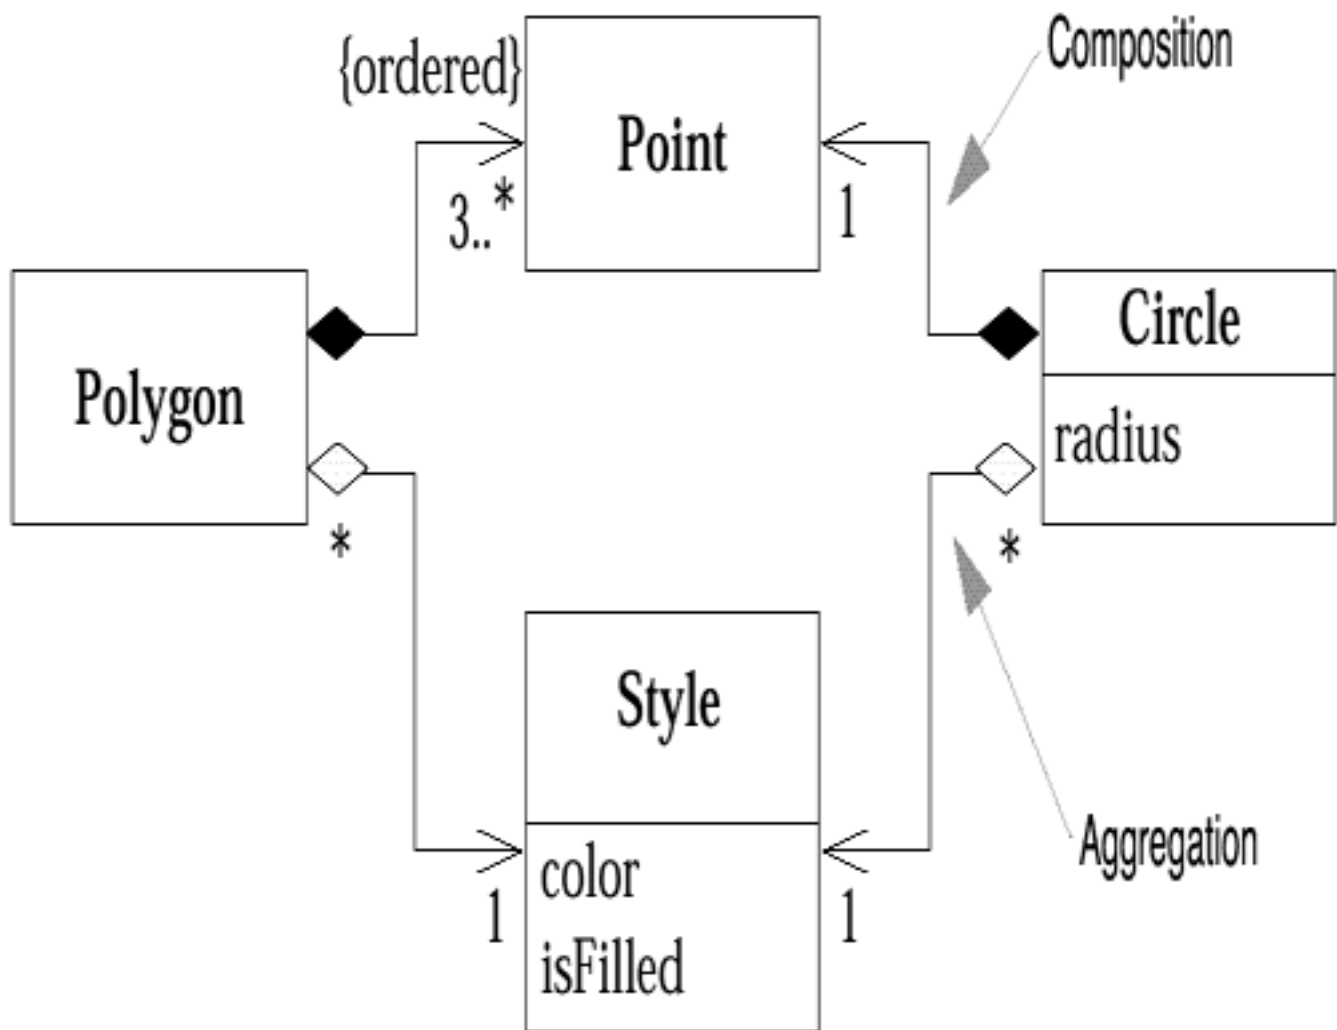 Composition
{ordered}
Point
3..*
1
Circle
Polygon
radius
*
*
Style
Aggregation
color
1
1
isFilled